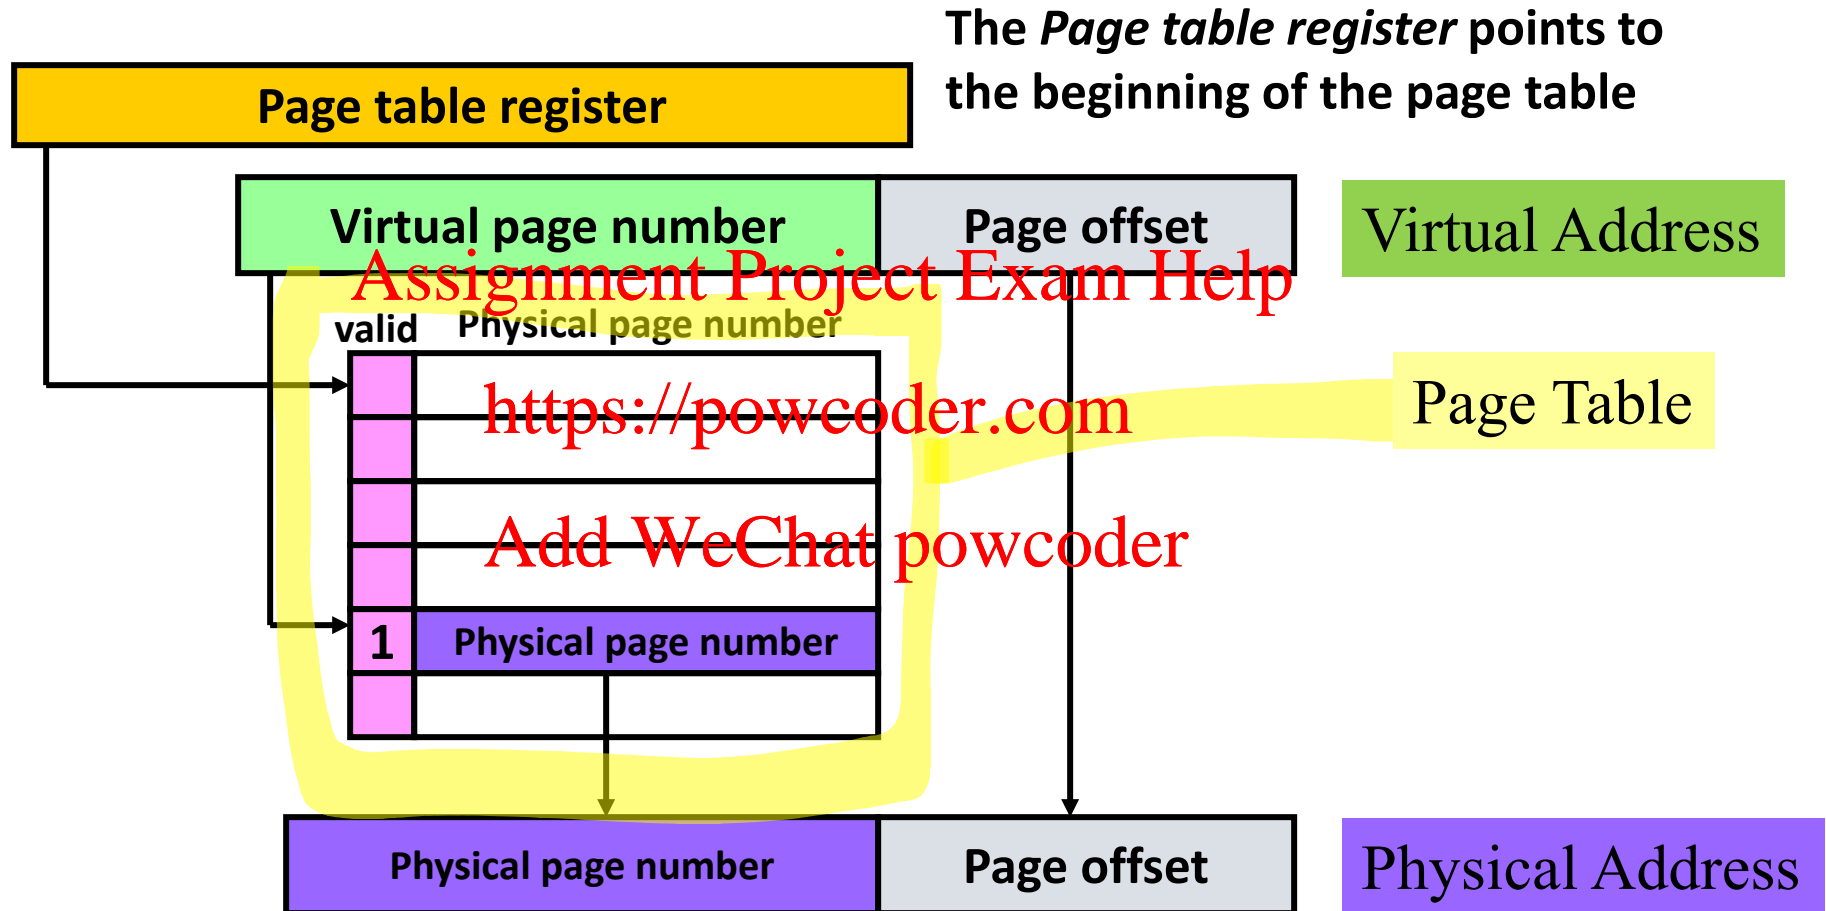 The Page table register points to
the beginning of the page table
Page table register
Virtual page number
Page offset
Virtual Address
Assignment Project Exam Help
valid
Physical page number
https://powcoder.com
Page Table
Add WeChat powcoder
1
Physical page number
Physical page number
Page offset
Physical Address